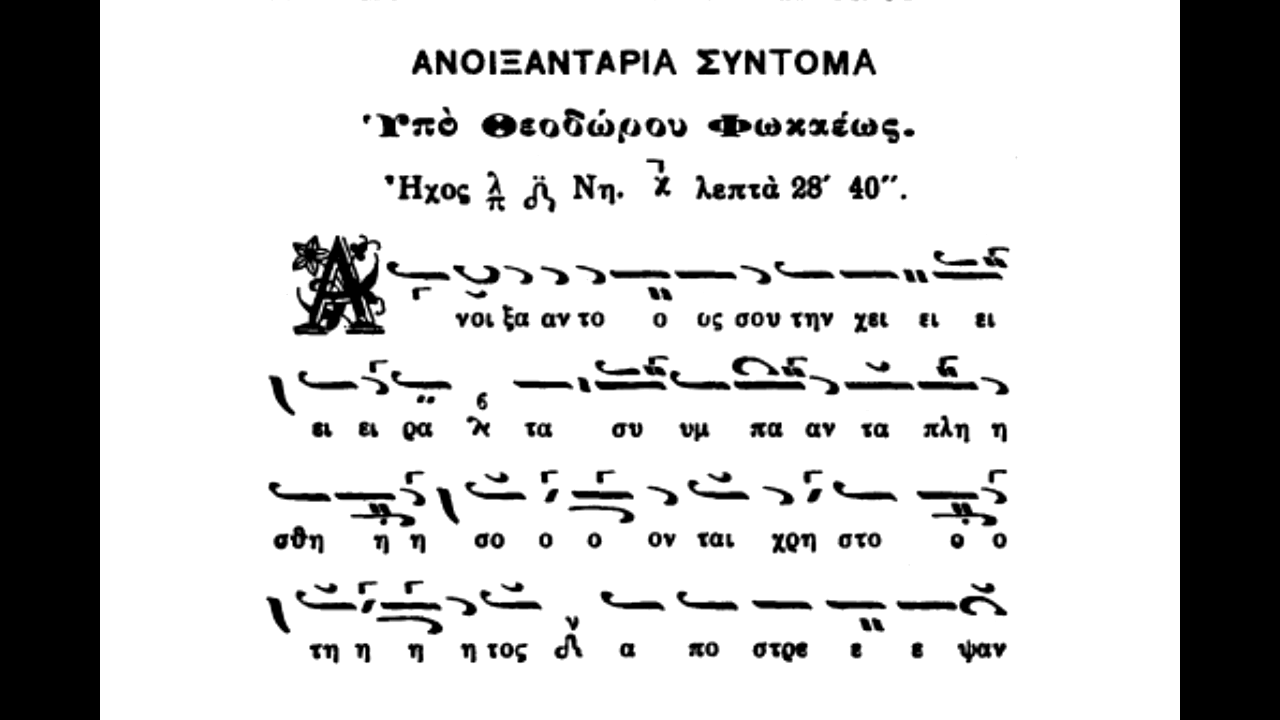 ΑΝΟΙΞΑΝΤΑΡΙΑ ΣΥΝΤΟΜΑ
Ὑπὸ Θεοδώρου Φωκαέως.
Ἦχος λ π Νη. χ λεπτὰ 28΄ 40΄΄.
Α νοι ξα αν το ο ος σου την χει ει ει
ει ει ρα τα συ υμ πα αν τα πλη η
σθη η η σο ο ο ον ται χρη στο ο ο
τη η η η τος α πο στρε ε ε ψαν